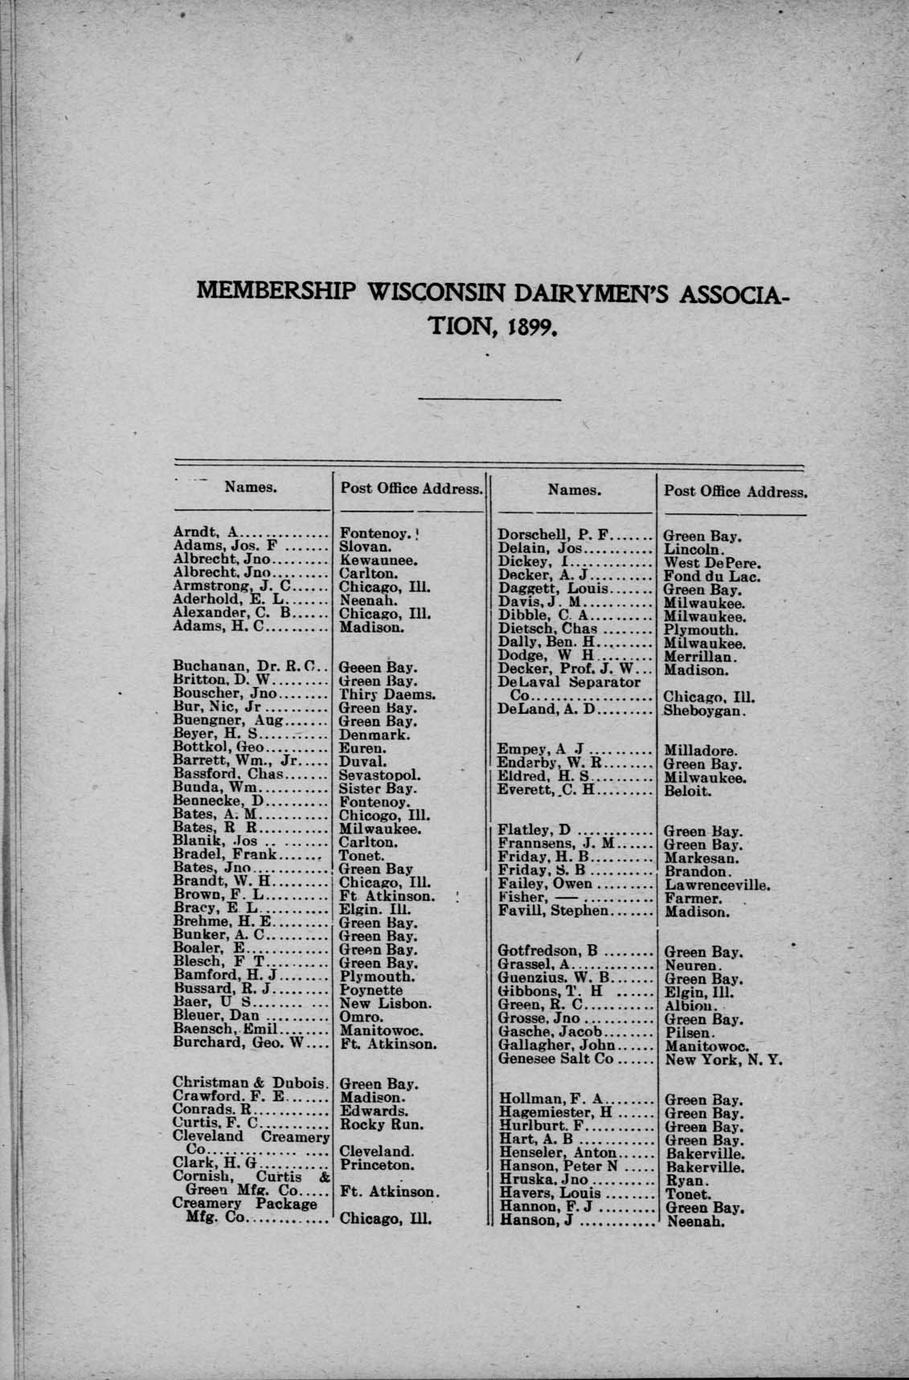 MEMBERSHIP WISCONSIN DAIRYMEN'S ASSOCIA-
TION, 1899.
Names. Post Office Address.
Arndt, A.............. Fontenoy.
Adams, Jos. F ....... Slovan.
Albrecht, Jno......... Kewaunee.
Albrecht, Jno......... Carlton.
Armstrong, J. C...... Chicago, Ill.
Aderhold, E. L....... Neenah.
Alexander, C. B...... Chicago, Ill.
Adams, H. C.......... Madison.
Buchanan, Dr. R. C.. Geeen Bay.
Britton, D. W......... Green Bay.
Bouscher, Jno........ Thiry Daems.
Bur, Nic, Jr .......... Green Bay.
Buengner, Aug....... Green Bay.
Beyer, H. S........... Denmark.
Bottkol, Geo.......... Euren.
Barrett, Wm., Jr..... Duval.
Bassford, Chas....... Sevastopol.
Bunda, Wm........... Sister Bay.
Bennecke, D.......... Fontenoy.
Bates, A. M........... Chicogo, Ill.
Bates, R R........... Milwaukee.
Blanik, Jos .. ....... Carlton.
Bradel, Frank....... Tonet.
Bates, Jno............ Green Bay
Brandt, W. H......... Chicago, Ill.
Brown, F. L.......... Ft Atkinson.
Bracy, E L........... Elgin. Ill.
Brehme, H. E......... Green Bay.
Bunker, A. C.......... Green Bay.
Boaler, E............. Green Bay.
Blesch, F T.......... Green Bay.
Bamford, H. J........ Plymouth.
Bussard, R. J......... Poynette
Baer, U S........ ... New Lisbon.
Bleuer, Dan .......... Omro.
Baensch, Emil........ Manitowoc.
Burchard, Geo. W.... Ft. Atkinson.
Christman & Dubois. Green Bay.
Crawford. F. E....... Madison.
Conrads. R............ Edwards.
Curtis, F. C........... Rocky Run.
Cleveland Creamery
Co.............. .... Cleveland.
Clark, H. G........... Princeton.
Cornish, Curtis &
Green Mfg. Co..... Ft. Atkinson.
Creamery Package
Mfg. Co............. Chicago, Ill.
Names. Post Office Address.
Dorschell, P. F....... Green Bay.
Delain, Jos........... Lincoln.
Dickey, I............. West DePere.
Decker, A. J.......... Fond du Lac.
Daggett, Louis....... Green Bay.
Davis, J. M........... Milwaukee.
Dibble, C. A.......... Milwaukee.
Dietsch, Chas ........ Plymouth.
Dally, Ben. H......... Milwaukee.
Dodge, W H......... Merrillan.
Decker, Prof. J. W... Madison.
DeLaval Separator
Co.................. Chicago, Ill.
DeLand, A. D......... Sheboygan.
Empey, A J .......... Milladore.
Enderby, W. R........ Green Bay.
Eldred, H. S.......... Milwaukee.
Everett, C. H......... Beloit.
Flatley, D ............ Green Bay.
Frannsens, J. M...... Green Bay.
Friday, H. B.......... Markesan.
Friday, S. B .......... Brandon.
Failey, Owen ......... Lawrenceville.
Fisher, — ........... Farmer.
Favill, Stephen....... Madison.
Gotfredson, B ........ Green Bay.
Grassel, A............. Neuren.
Guenzius. W. B....... Green Bay.
Gibbons, T. H ...... Elgin, Ill.
Green, R. C........... Albion.
Grosse, Jno ........... Green Bay.
Gasche, Jacob........ Pilsen.
Gallagher, John...... Manitowoc.
Genesee Salt Co ...... New York, N. Y.
Hollman, F. A........ Green Bay.
Hagemiester, H ...... Green Bay.
Hurlburt. F........... Green Bay.
Hart, A. B ............ Green Bay.
Henseler, Anton...... Bakerville.
Hanson, Peter N ..... Bakerville.
Hruska, Jno .......... Ryan.
Havers, Louis ........ Tonet.
Hannon, F. J ......... Green Bay.
Hanson, J ............ Neenah.